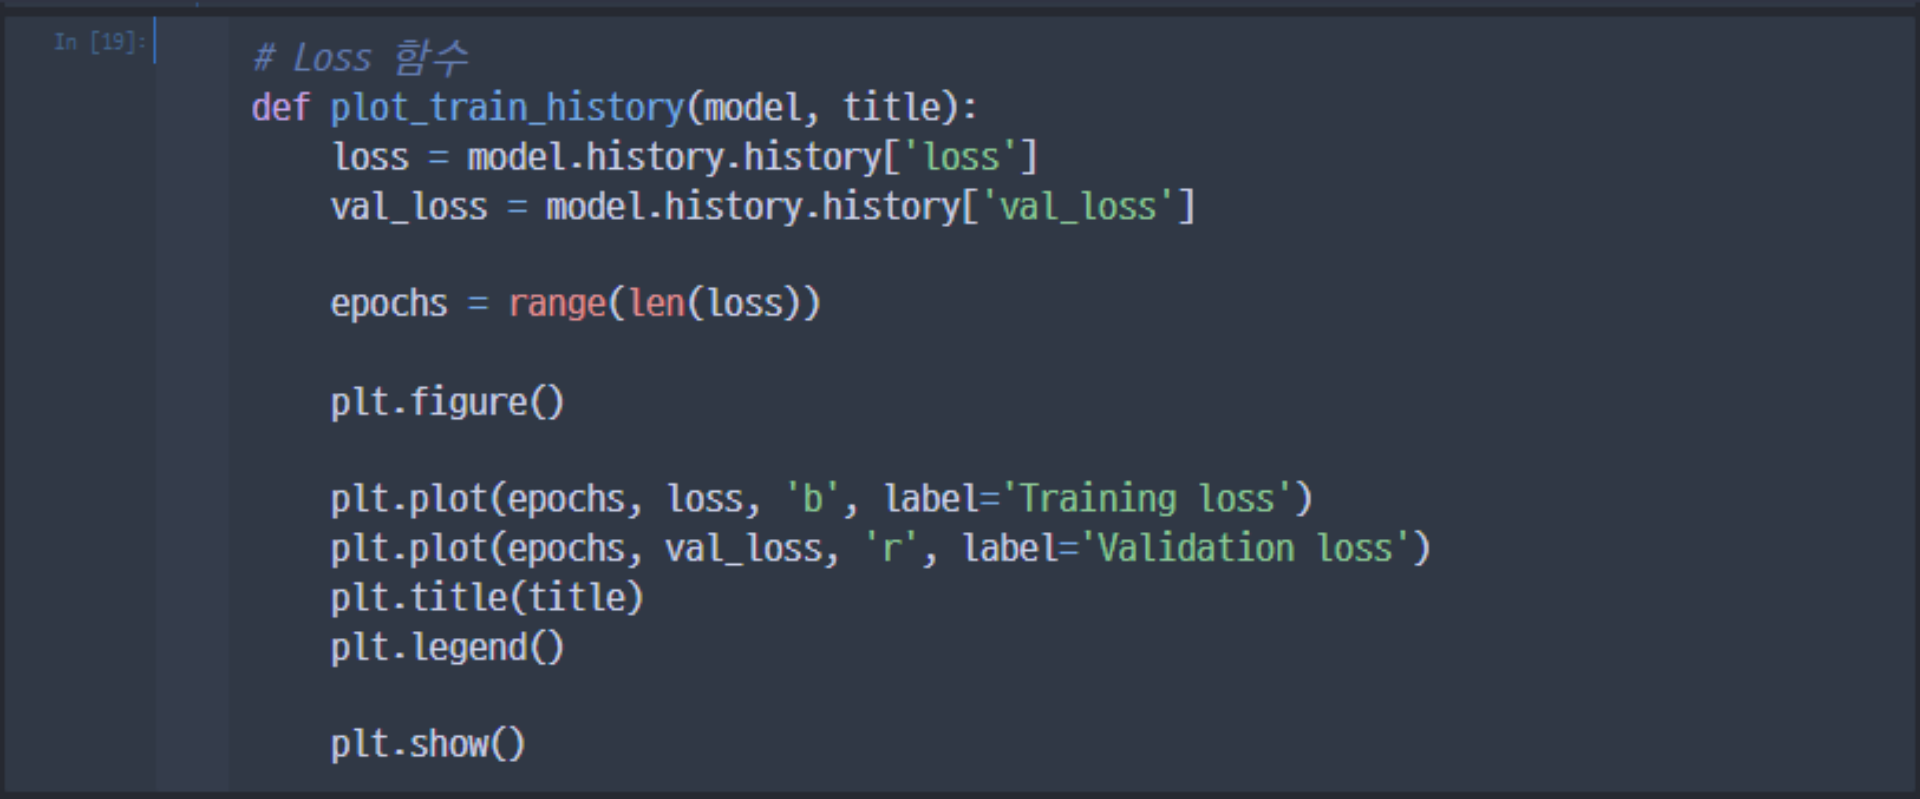 In [19]:
# Loss 함수
def plot_train_history(model, title):
    loss = model.history.history['loss']
    val_loss = model.history.history['val_loss']
    epochs = range(len(loss))
    plt.figure()
    plt.plot(epochs, loss, 'b', label='Training loss')
    plt.plot(epochs, val_loss, 'r', label='Validation loss')
    plt.title(title)
    plt.legend()
    plt.show()